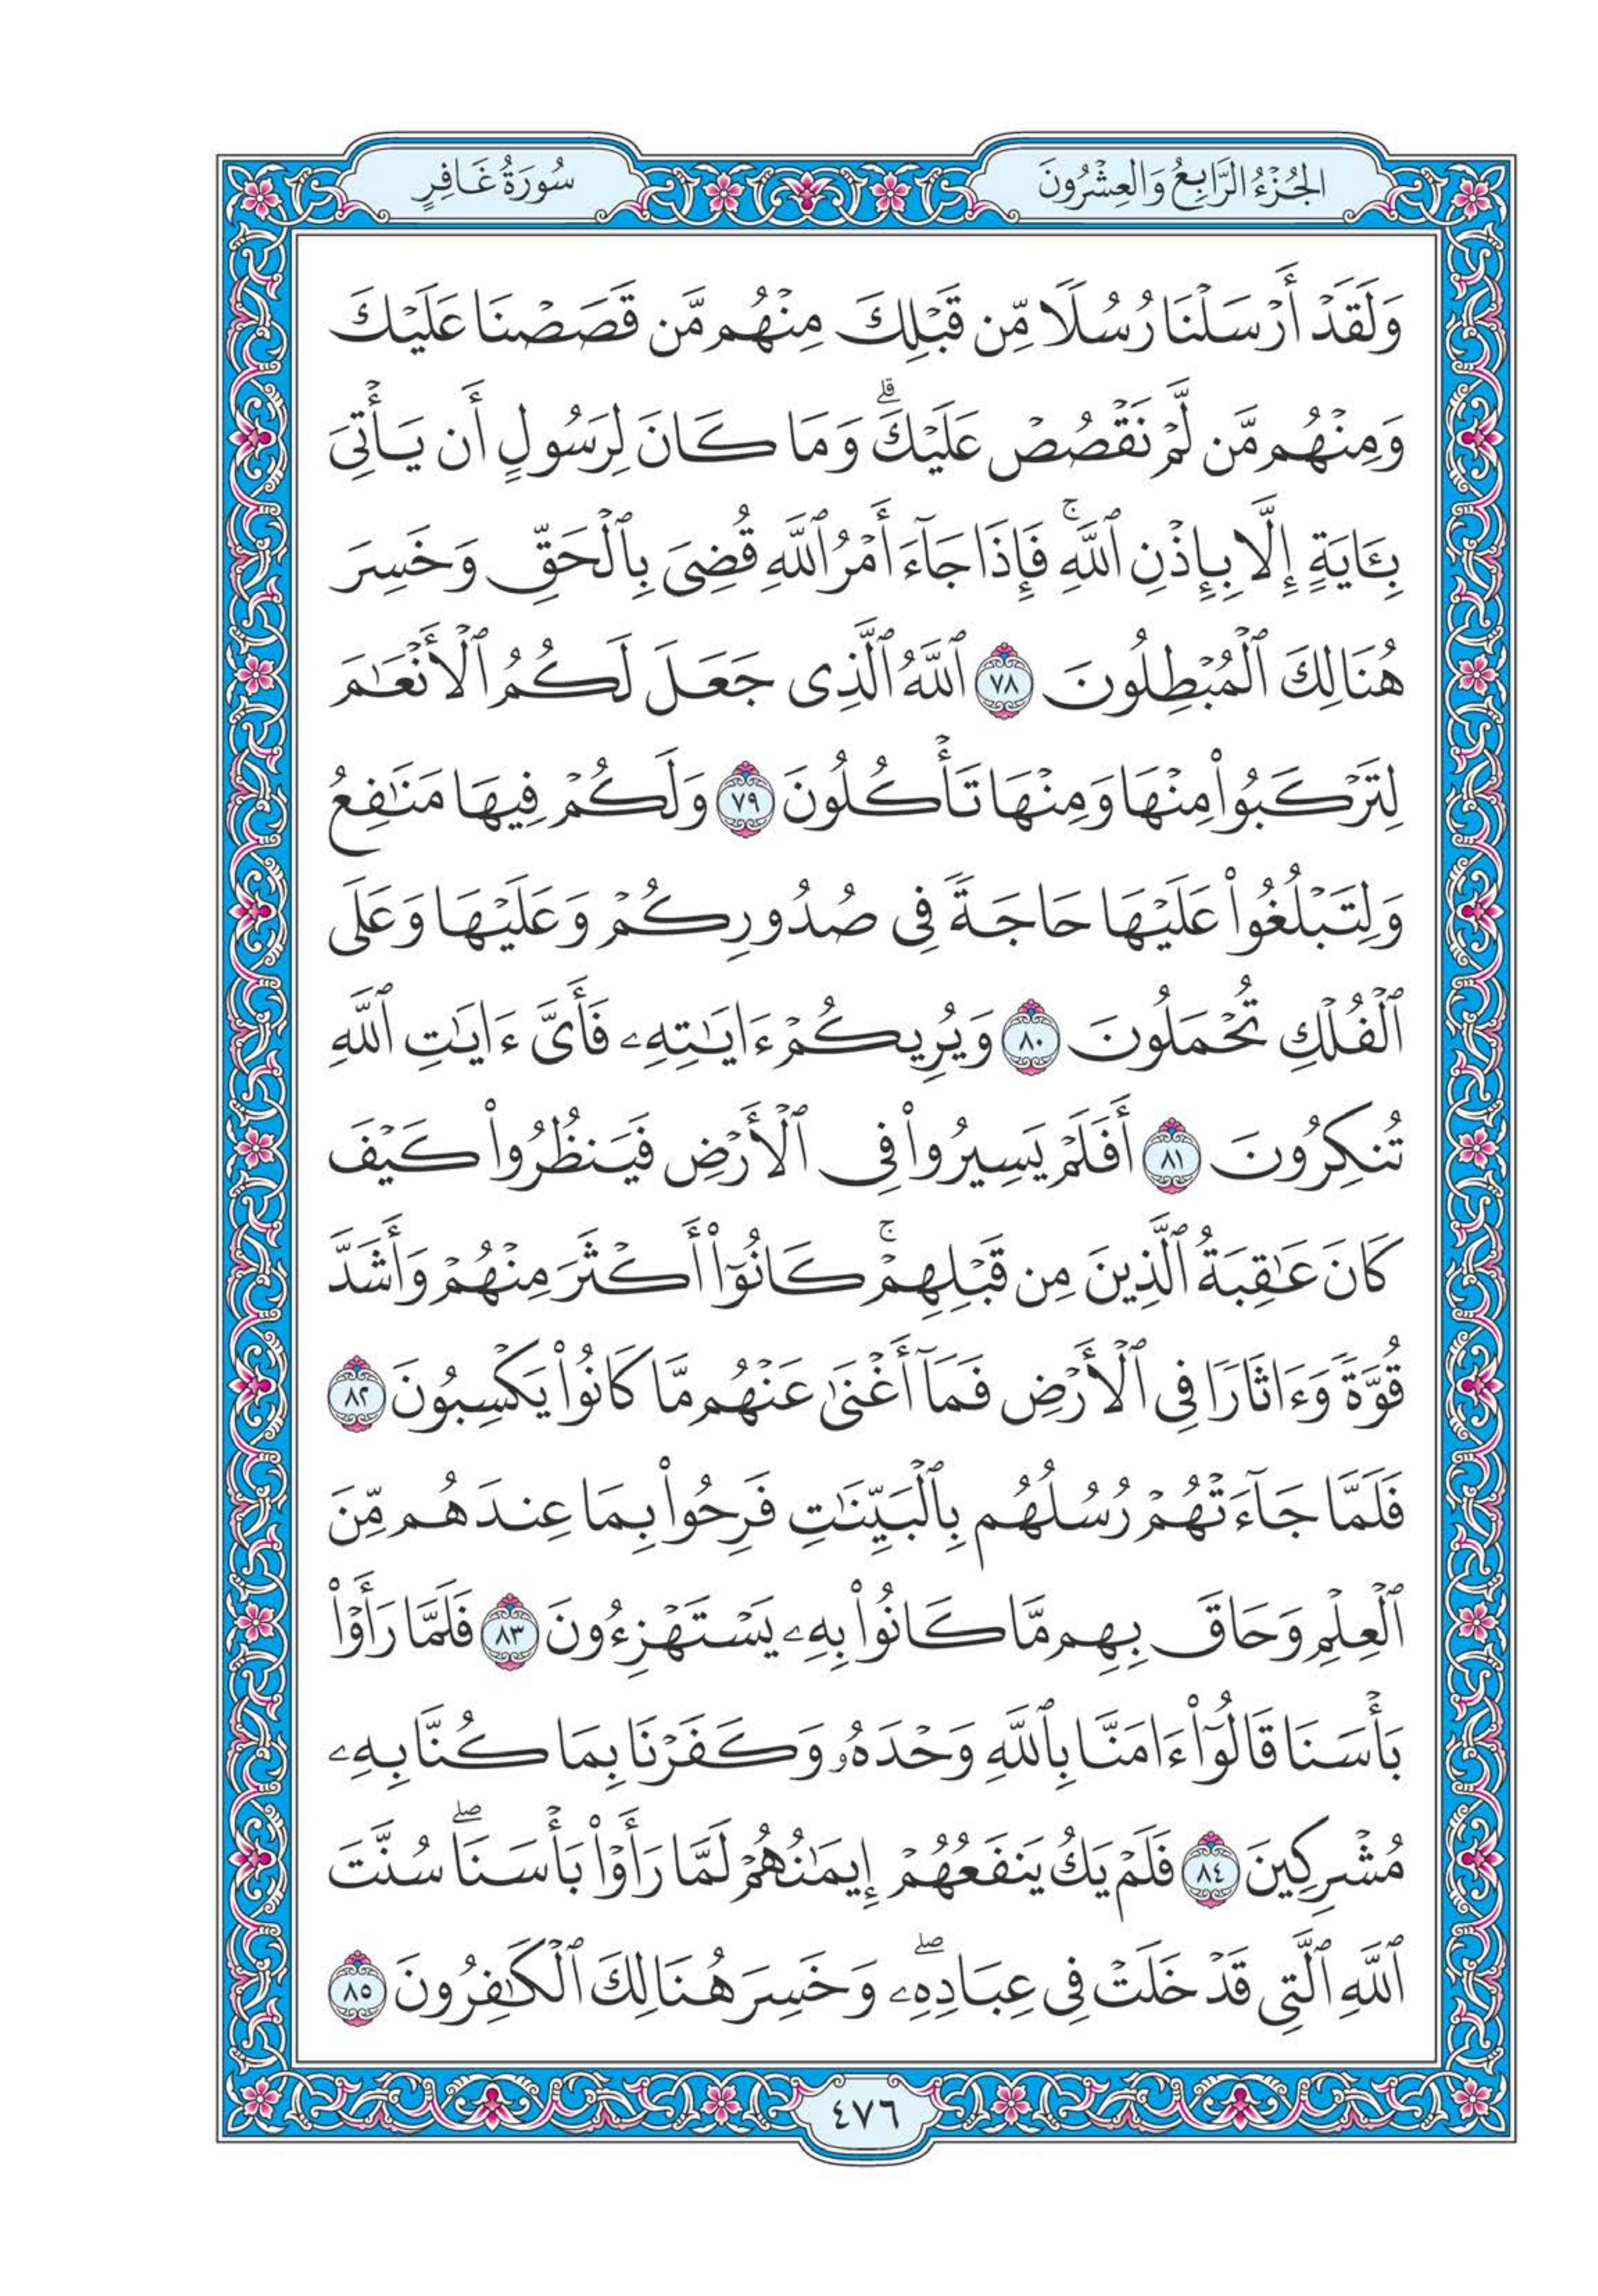 الجُزْءُ الرَّابِعُ وَالعِشْرُونَ
سُورَةُ غَافِرٍ
وَلَقَدْ أَرْسَلْنَا رُسُلًا مِّن قَبْلِكَ مِنْهُم مَّن قَصَصْنَا عَلَيْكَ
وَمِنْهُم مَّن لَّمْ نَقْصُصْ عَلَيْكَۗ وَمَا كَانَ لِرَسُولٍ أَن يَأْتِىَ
بِـَٔايَةٍ إِلَّا بِإِذْنِ ٱللَّهِۚ فَإِذَا جَآءَ أَمْرُ ٱللَّهِ قُضِىَ بِٱلْحَقِّ وَخَسِرَ
هُنَالِكَ ٱلْمُبْطِلُونَ ٧٨ ٱللَّهُ ٱلَّذِى جَعَلَ لَكُمُ ٱلْأَنْعَٰمَ
لِتَرْكَبُوا۟ مِنْهَا وَمِنْهَا تَأْكُلُونَ ٧٩ وَلَكُمْ فِيهَا مَنَٰفِعُ
وَلِتَبْلُغُوا۟ عَلَيْهَا حَاجَةً فِى صُدُورِكُمْ وَعَلَيْهَا وَعَلَى
ٱلْفُلْكِ تُحْمَلُونَ ٨٠ وَيُرِيكُمْ ءَايَٰتِهِۦ فَأَىَّ ءَايَٰتِ ٱللَّهِ
تُنكِرُونَ ٨١ أَفَلَمْ يَسِيرُوا۟ فِى ٱلْأَرْضِ فَيَنظُرُوا۟ كَيْفَ
كَانَ عَٰقِبَةُ ٱلَّذِينَ مِن قَبْلِهِمْۚ كَانُوٓا۟ أَكْثَرَ مِنْهُمْ وَأَشَدَّ
قُوَّةً وَءَاثَارًا فِى ٱلْأَرْضِ فَمَآ أَغْنَىٰ عَنْهُم مَّا كَانُوا۟ يَكْسِبُونَ ٨٢
فَلَمَّا جَآءَتْهُمْ رُسُلُهُم بِٱلْبَيِّنَٰتِ فَرِحُوا۟ بِمَا عِندَهُم مِّنَ
ٱلْعِلْمِ وَحَاقَ بِهِم مَّا كَانُوا۟ بِهِۦ يَسْتَهْزِءُونَ ٨٣ فَلَمَّا رَأَوْا۟
بَأْسَنَا قَالُوٓا۟ ءَامَنَّا بِٱللَّهِ وَحْدَهُۥ وَكَفَرْنَا بِمَا كُنَّا بِهِۦ
مُشْرِكِينَ ٨٤ فَلَمْ يَكُ يَنفَعُهُمْ إِيمَٰنُهُمْ لَمَّا رَأَوْا۟ بَأْسَنَاۖ سُنَّتَ
ٱللَّهِ ٱلَّتِى قَدْ خَلَتْ فِى عِبَادِهِۦۖ وَخَسِرَ هُنَالِكَ ٱلْكَٰفِرُونَ ٨٥
٤٧٦